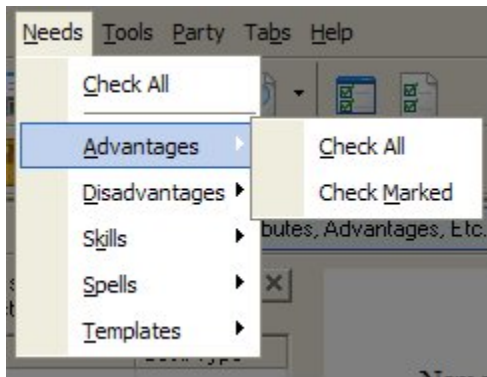 Needs Tools Party Tabs Help
Check All
Advantages
Check All
Disadvantages
Check Marked
Skills
butes, Advantages, Etc.
Spells
Templates